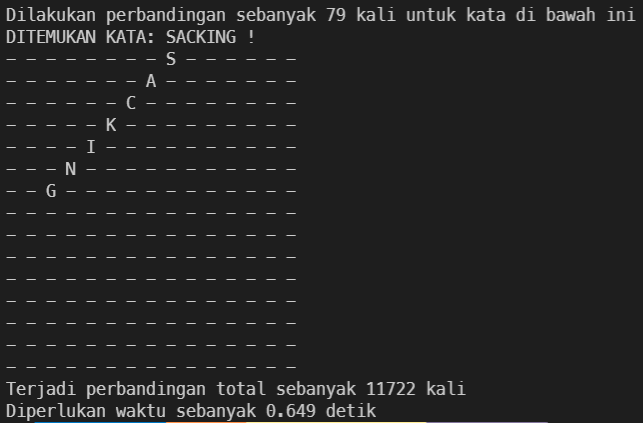 Dilakukan perbandingan sebanyak 79 kali untuk kata di bawah ini
DITEMUKAN KATA: SACKING !
- - - - - - - - S - - - - - -
- - - - - - - A - - - - - - -
- - - - - - C - - - - - - - -
- - - - - K - - - - - - - - -
- - - - I - - - - - - - - - -
- - - N - - - - - - - - - - -
- - G - - - - - - - - - - - -
- - - - - - - - - - - - - - -
- - - - - - - - - - - - - - -
- - - - - - - - - - - - - - -
- - - - - - - - - - - - - - -
- - - - - - - - - - - - - - -
- - - - - - - - - - - - - - -
- - - - - - - - - - - - - - -
- - - - - - - - - - - - - - -
Terjadi perbandingan total sebanyak 11722 kali
Diperlukan waktu sebanyak 0.649 detik